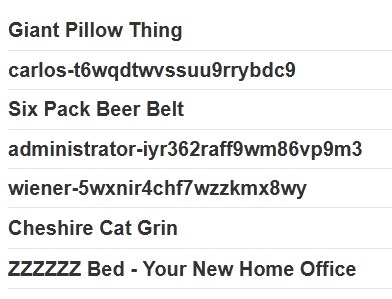 Giant Pillow Thing
carlos-t6wqdtwvssuu9rrybdc9
Six Pack Beer Belt
administrator-iyr362raff9wm86vp9m3
wiener-5wxnir4chf7wzzkmx8wy
Cheshire Cat Grin
ZZZZZZ Bed - Your New Home Office